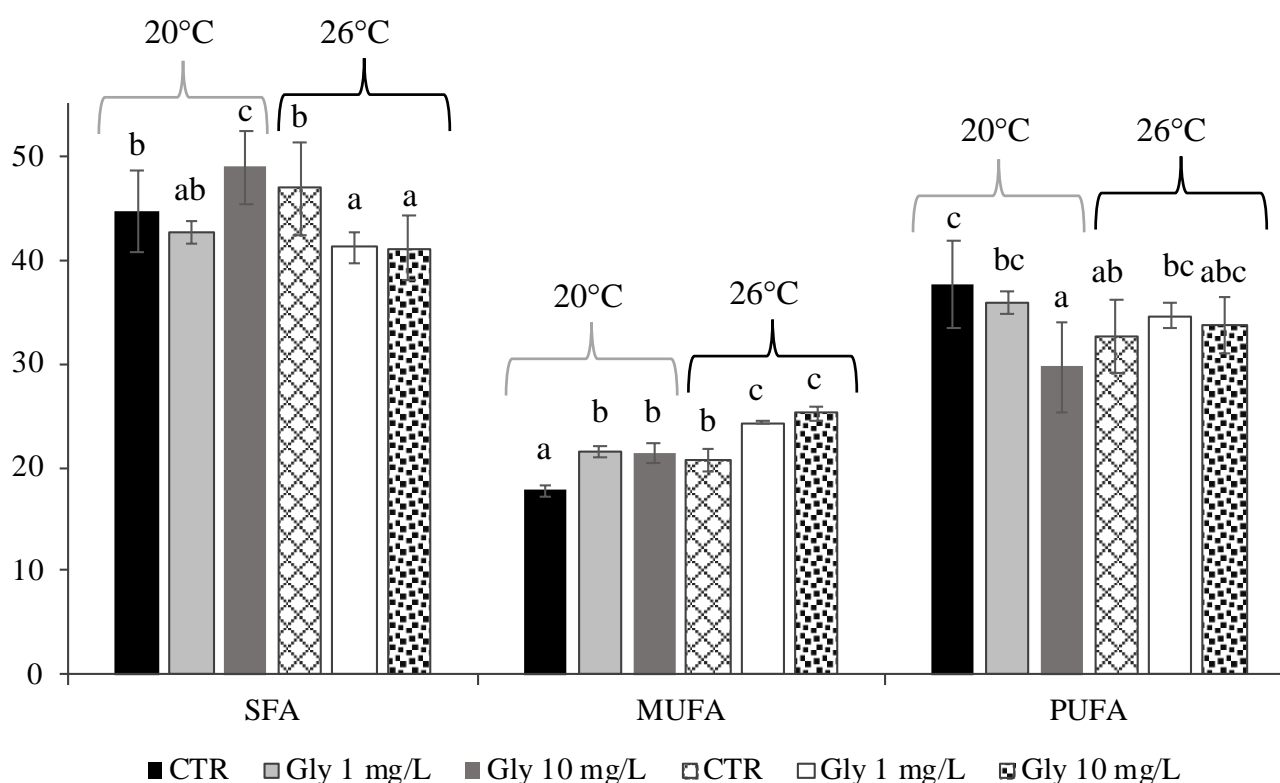 20°C 26°C
50
40
30
20
10
0
b ab c b a a
20°C 26°C
a b b b c c
20°C 26°C
c bc a ab bc abc
SFA MUFA PUFA
CTR Gly 1 mg/L Gly 10 mg/L CTR Gly 1 mg/L Gly 10 mg/L